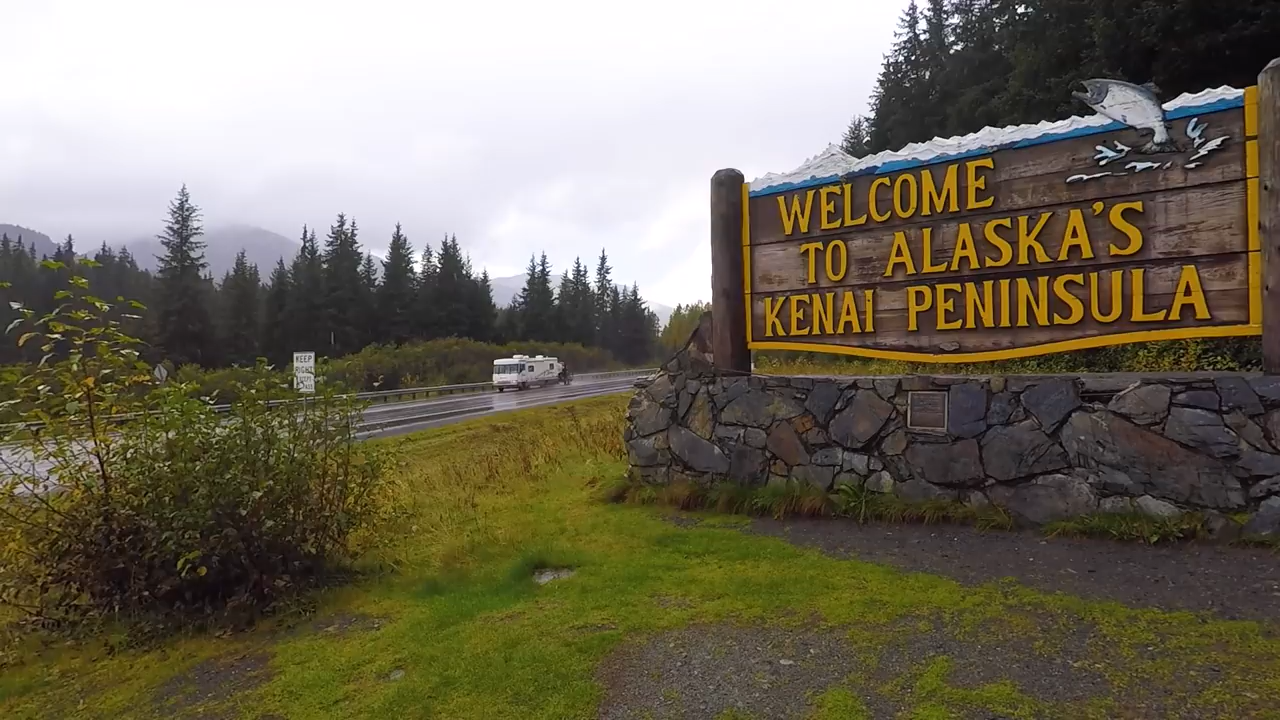 WELCOME
TO ALASKA'S
KENAI PENINSULA
KEEP
RIGHT